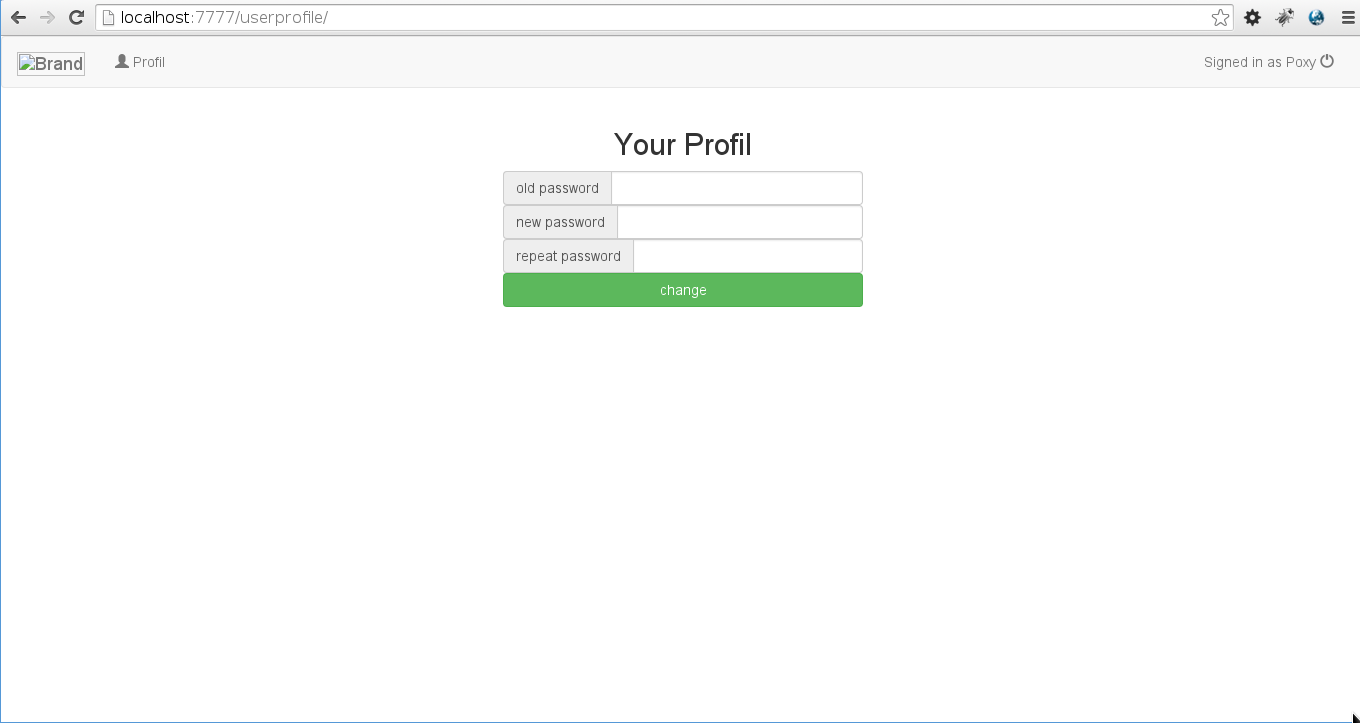 localhost:7777/userprofile/
Brand Profil Signed in as Poxy
Your Profil
old password
new password
repeat password
change